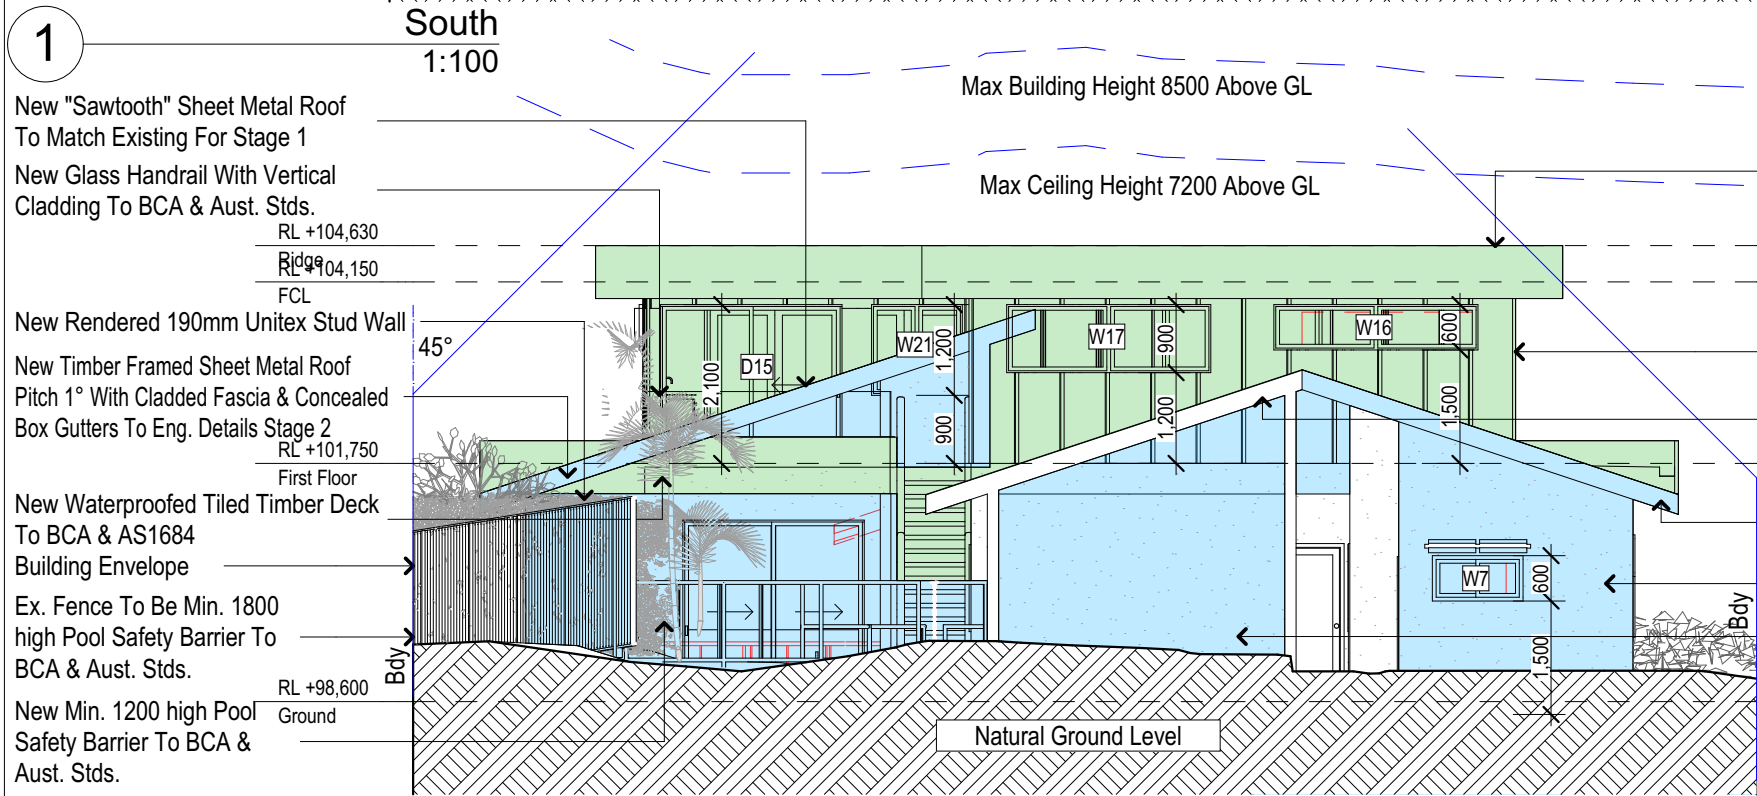 1
South
1:100
Max Building Height 8500 Above GL
Max Ceiling Height 7200 Above GL
New "Sawtooth" Sheet Metal Roof
To Match Existing For Stage 1
New Glass Handrail With Vertical
Cladding To BCA & Aust. Stds.
RL +104,630
Ridge
RL +104,150
FCL
New Rendered 190mm Unitex Stud Wall
45°
New Timber Framed Sheet Metal Roof
Pitch 1° With Cladded Fascia & Concealed
Box Gutters To Eng. Details Stage 2
RL +101,750
First Floor
New Waterproofed Tiled Timber Deck
To BCA & AS1684
Building Envelope
Ex. Fence To Be Min. 1800
high Pool Safety Barrier To
BCA & Aust. Stds.
RL +98,600
Ground
New Min. 1200 high Pool
Safety Barrier To BCA &
Aust. Stds.
Bdy
D15
2,100
W21
1,200
900
W17
900
1,200
W16
600
1,500
W7
600
1,500
Bdy
Natural Ground Level